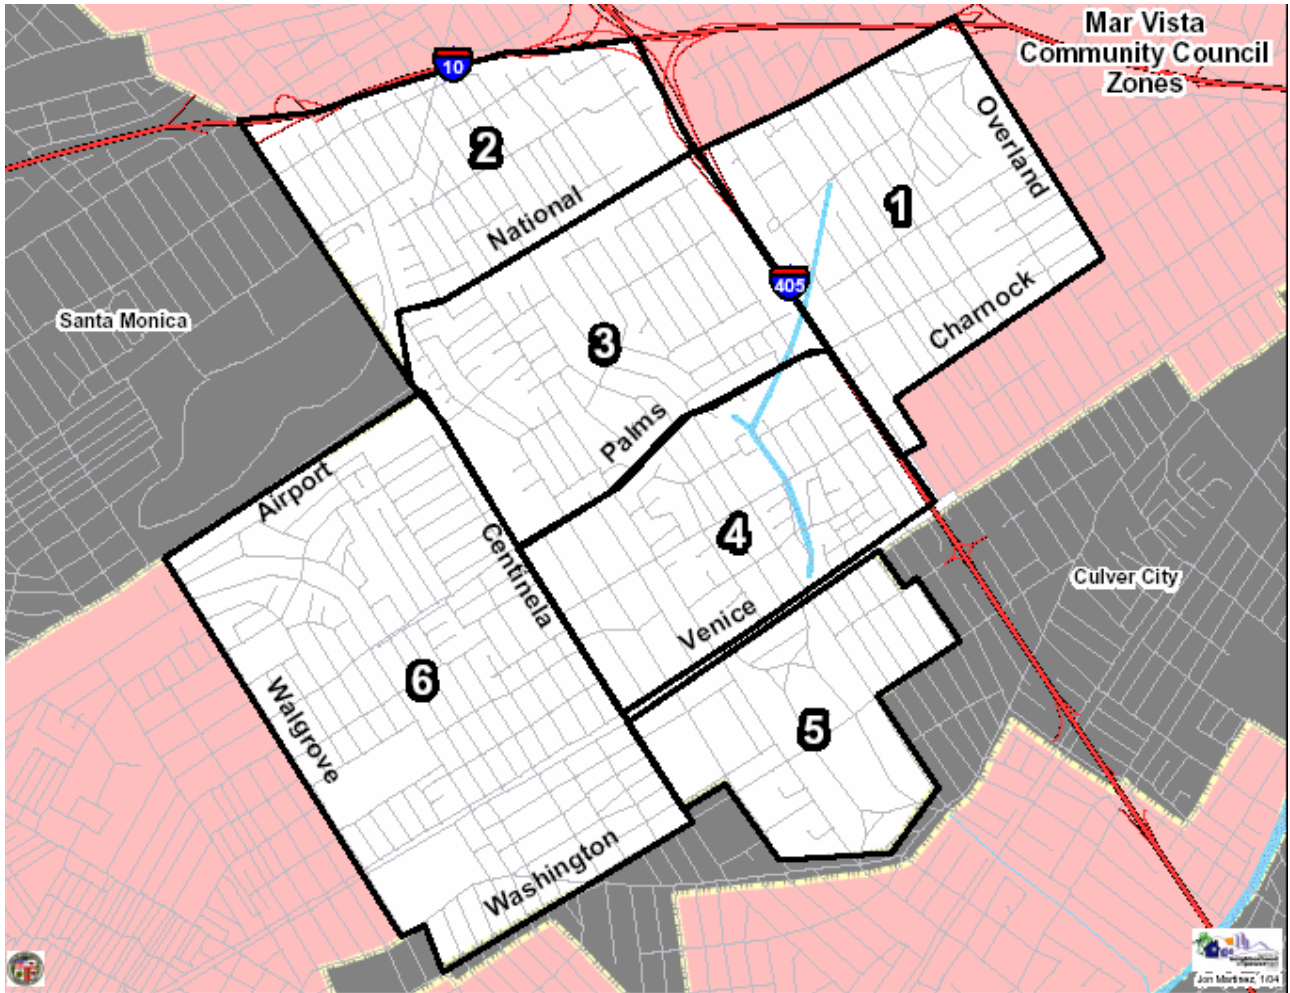 Mar Vista
Community Council
Zones
10
2
Overland
1
National
405
Santa Monica
3
Charnock
Palms
Airport
Centinela
4
Culver City
Venice
6
Walgrove
5
Washington
Jon Martinez, 1/04